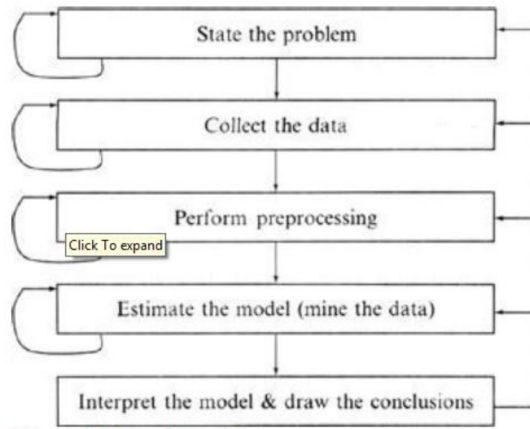 State the problem
Collect the data
Perform preprocessing
Click To expand
Estimate the model (mine the data)
Interpret the model & draw the conclusions